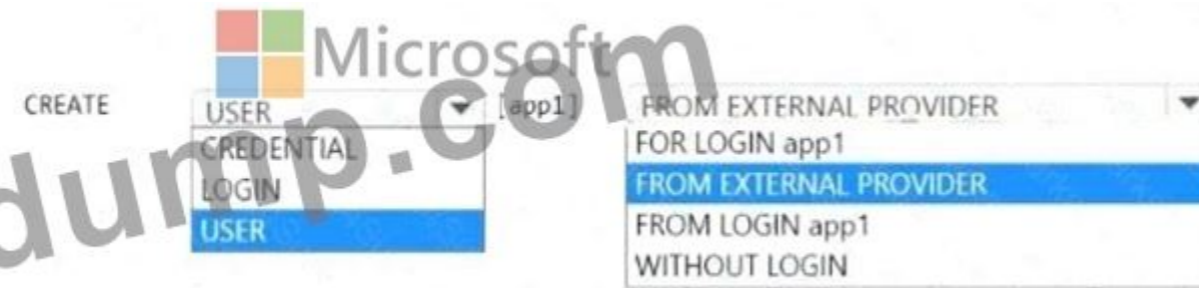 Microsoft
CREATE USER [app1] FROM EXTERNAL PROVIDER
CREDENTIAL
LOGIN
USER
FOR LOGIN app1
FROM EXTERNAL PROVIDER
FROM LOGIN app1
WITHOUT LOGIN
dump.com